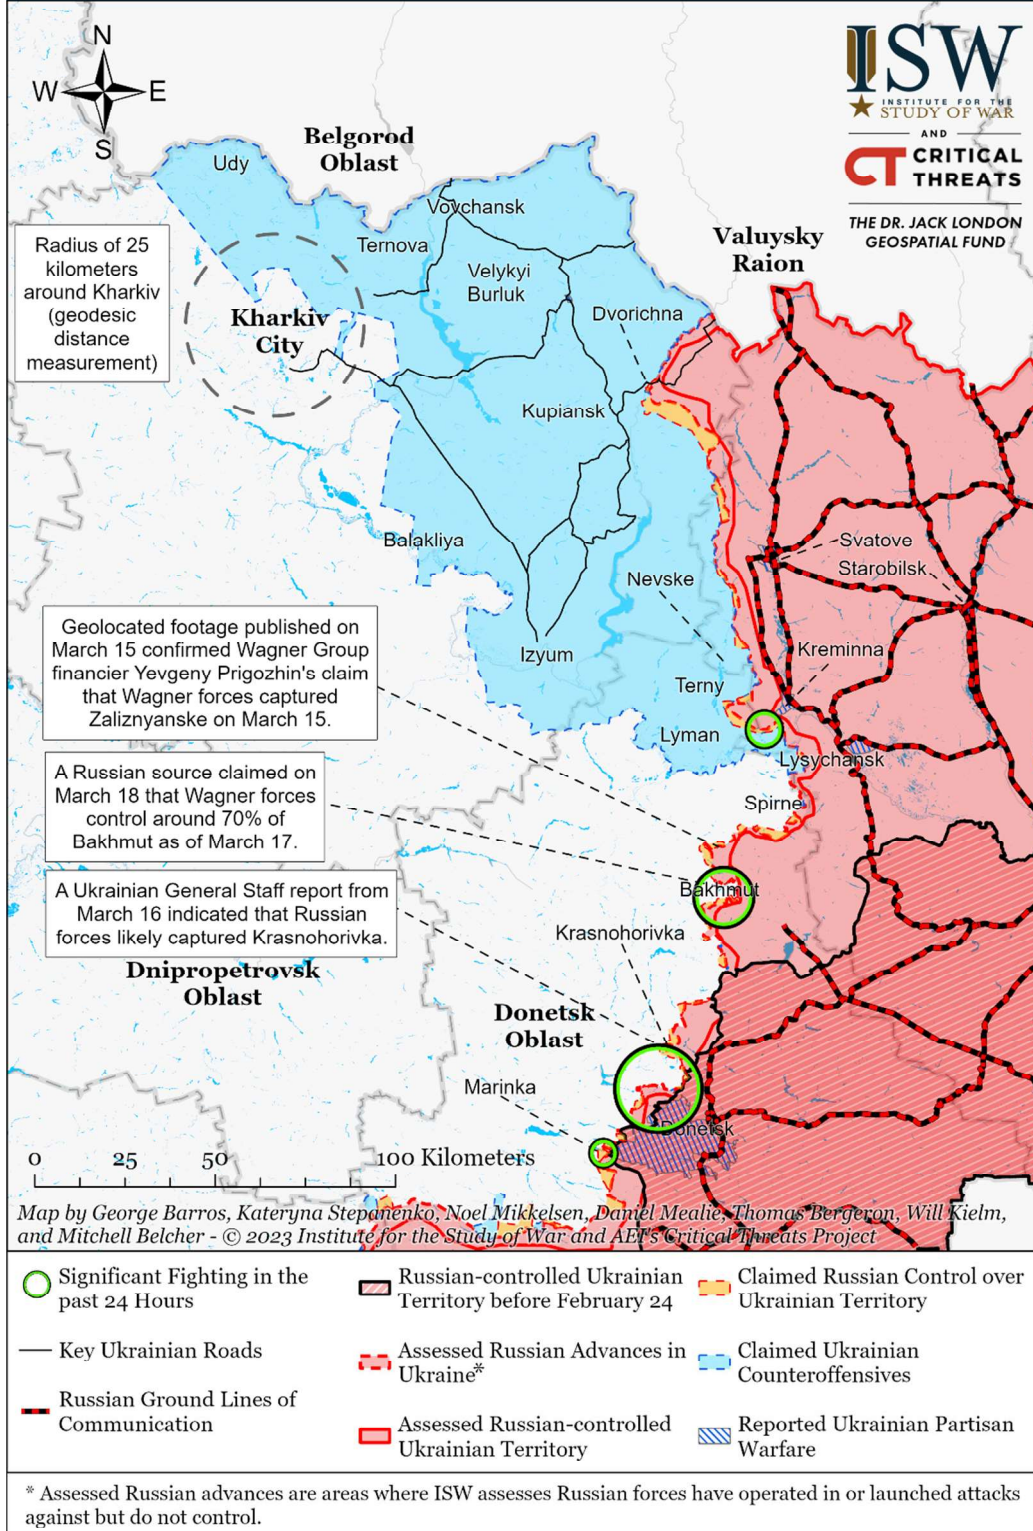 N
W
E
S
ISW
INSTITUTE FOR THE
STUDY OF WAR
AND
CT CRITICAL
THREATS
THE DR. JACK LONDON
GEOSPATIAL FUND
Belgorod
Oblast
Udy
Vovchansk
Ternova
Valuysky
Raion
Radius of 25
kilometers
around Kharkiv
(geodesic
distance
measurement)
Velykyi
Burluk
Dvorichna
Kharkiv
City
Kupiansk
Balakliya
Svatove
Starobilsk
Nevske
Geolocated footage published on
March 15 confirmed Wagner Group
financier Yevgeny Prigozhin's claim
that Wagner forces captured
Zaliznyanske on March 15.
Izyum
Kreminna
Terny
Lyman
Lysychansk
A Russian source claimed on
March 18 that Wagner forces
control around 70% of
Bakhmut as of March 17.
Spirne
Bakhmut
A Ukrainian General Staff report from
March 16 indicated that Russian
forces likely captured Krasnohorivka.
Krasnohorivka
Dnipropetrovsk
Oblast
Donetsk
Oblast
Marinka
Donetsk
0 25 50 100 Kilometers
Map by George Barros, Kateryna Stepanenko, Noel Mikkelsen, Daniel Mealie, Thomas Bergeron, Will Kielm,
and Mitchell Belcher - © 2023 Institute for the Study of War and AEI's Critical Threats Project
Significant Fighting in the
past 24 Hours
Key Ukrainian Roads
Russian Ground Lines of
Communication
Russian-controlled Ukrainian
Territory before February 24
Assessed Russian Advances in
Ukraine*
Assessed Russian-controlled
Ukrainian Territory
Claimed Russian Control over
Ukrainian Territory
Claimed Ukrainian
Counteroffensives
Reported Ukrainian Partisan
Warfare
* Assessed Russian advances are areas where ISW assesses Russian forces have operated in or launched attacks
against but do not control.